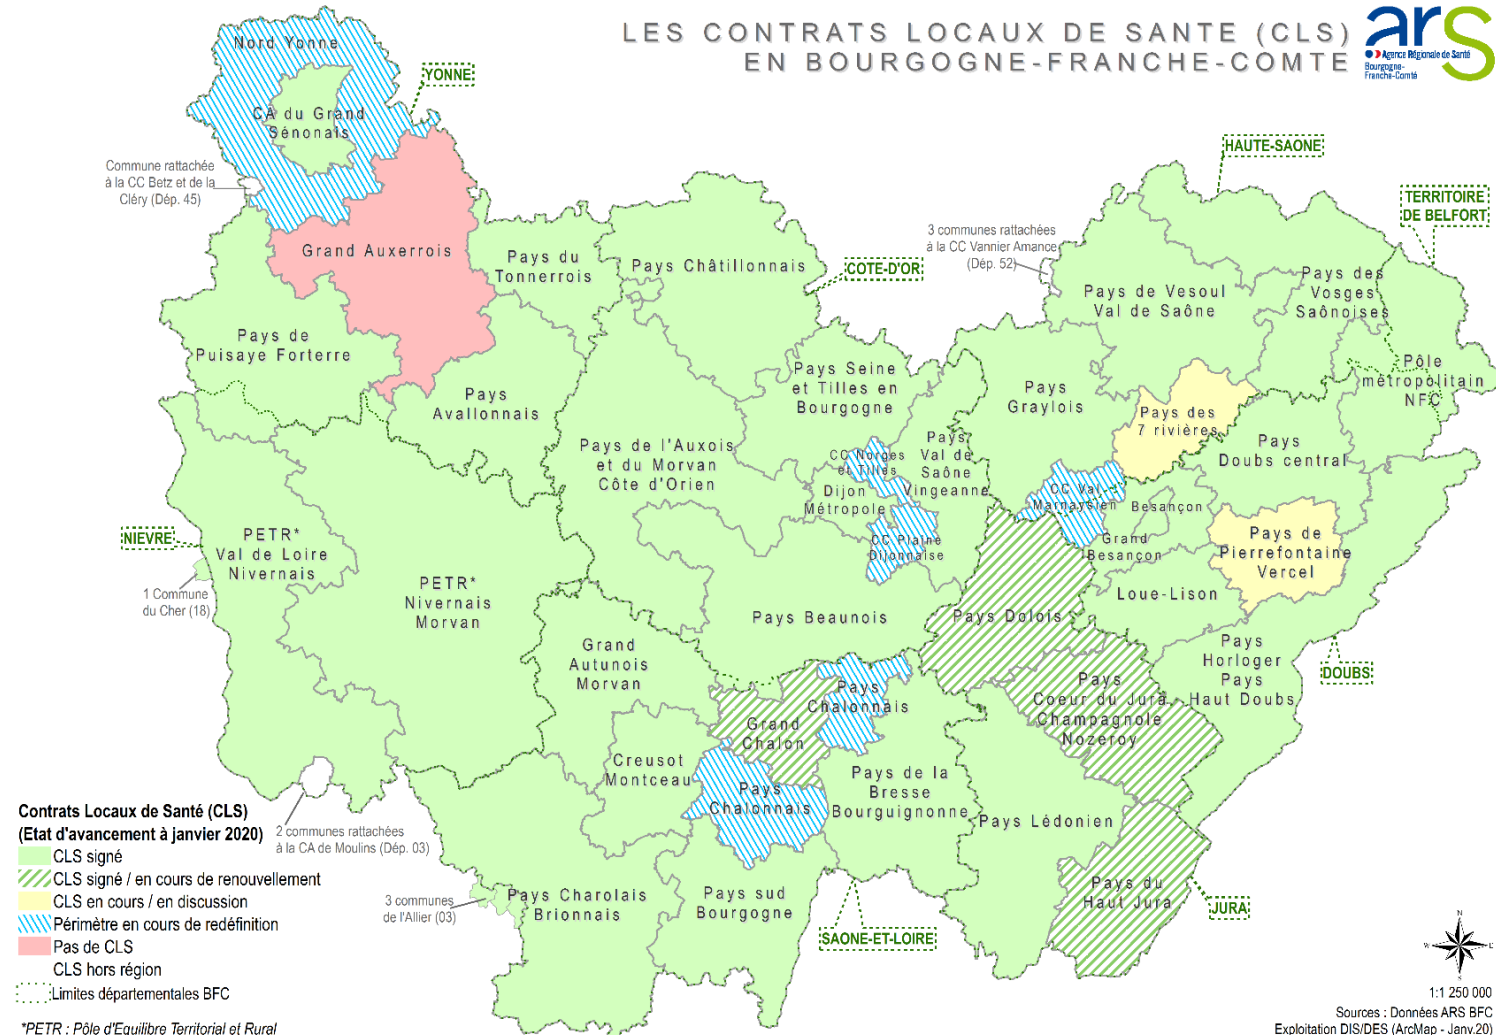 LES CONTRATS LOCAUX DE SANTE (CLS)
EN BOURGOGNE-FRANCHE-COMTE
ars
Agence Régionale de Santé
Bourgogne-
Franche-Comté
Nord Yonne
YONNE
CA du Grand
Sénonais
Commune rattachée
à la CC Betz et de la
Cléry (Dép. 45)
HAUTE-SAONE
TERRITOIRE
DE BELFORT
Grand Auxerrois
Pays du
Tonnerrois
Pays Châtillonnais
COTE-D'OR
3 communes rattachées
à la CC Vannier Amance
(Dép. 52)
Pays de Vesoul
Val de Saône
Pays des
Vosges
Saônoises
Pays de
Puisaye Forterre
Pays
Avallonnais
Pays Seine
et Tilles en
Bourgogne
Pays
Graylois
Pôle
métropolitain
NFC
Pays des
7 rivières
Pays de l'Auxois
et du Morvan
Côte d'Orien
CC Norges
et Tilles
Pays
Val de
Saône
Vingeanne
Dijon
Métropole
Pays
Doubs central
CC Val
Marnaysien
Besançon
Grand
Besançon
CC Plaine
Dijonnaise
Pays de
Pierrefontaine
Vercel
NIEVRE
PETR*
Val de Loire
Nivernais
1 Commune
du Cher (18)
PETR*
Nivernais
Morvan
Loue-Lison
Pays Beaunois
Pays Dolois
Grand
Autunois
Morvan
Pays
Horloger
Pays
Haut Doubs
DOUBS
Pays
Chalonnais
Grand
Chalon
Pays
Coeur du Jura
Champagnole
Nozeroy
Creusot
Montceau
Pays
Chalonnais
Pays de la
Bresse
Bourguignonne
Pays Lèdonien
Pays du
Haut Jura
JURA
2 communes rattachées
à la CA de Moulins (Dép. 03)
3 communes
de l'Allier (03)
Pays Charolais
Brionnais
Pays sud
Bourgogne
SAONE-ET-LOIRE
Contrats Locaux de Santé (CLS)
(Etat d'avancement à janvier 2020)
CLS signé
CLS signé / en cours de renouvellement
CLS en cours / en discussion
Périmètre en cours de redéfinition
Pas de CLS
CLS hors région
Limites départementales BFC
*PETR : Pôle d'Equilibre Territorial et Rural
N
W
E
S
1:1 250 000
Sources : Données ARS BFC
Exploitation DIS/DES (ArcMap - Janv.20)